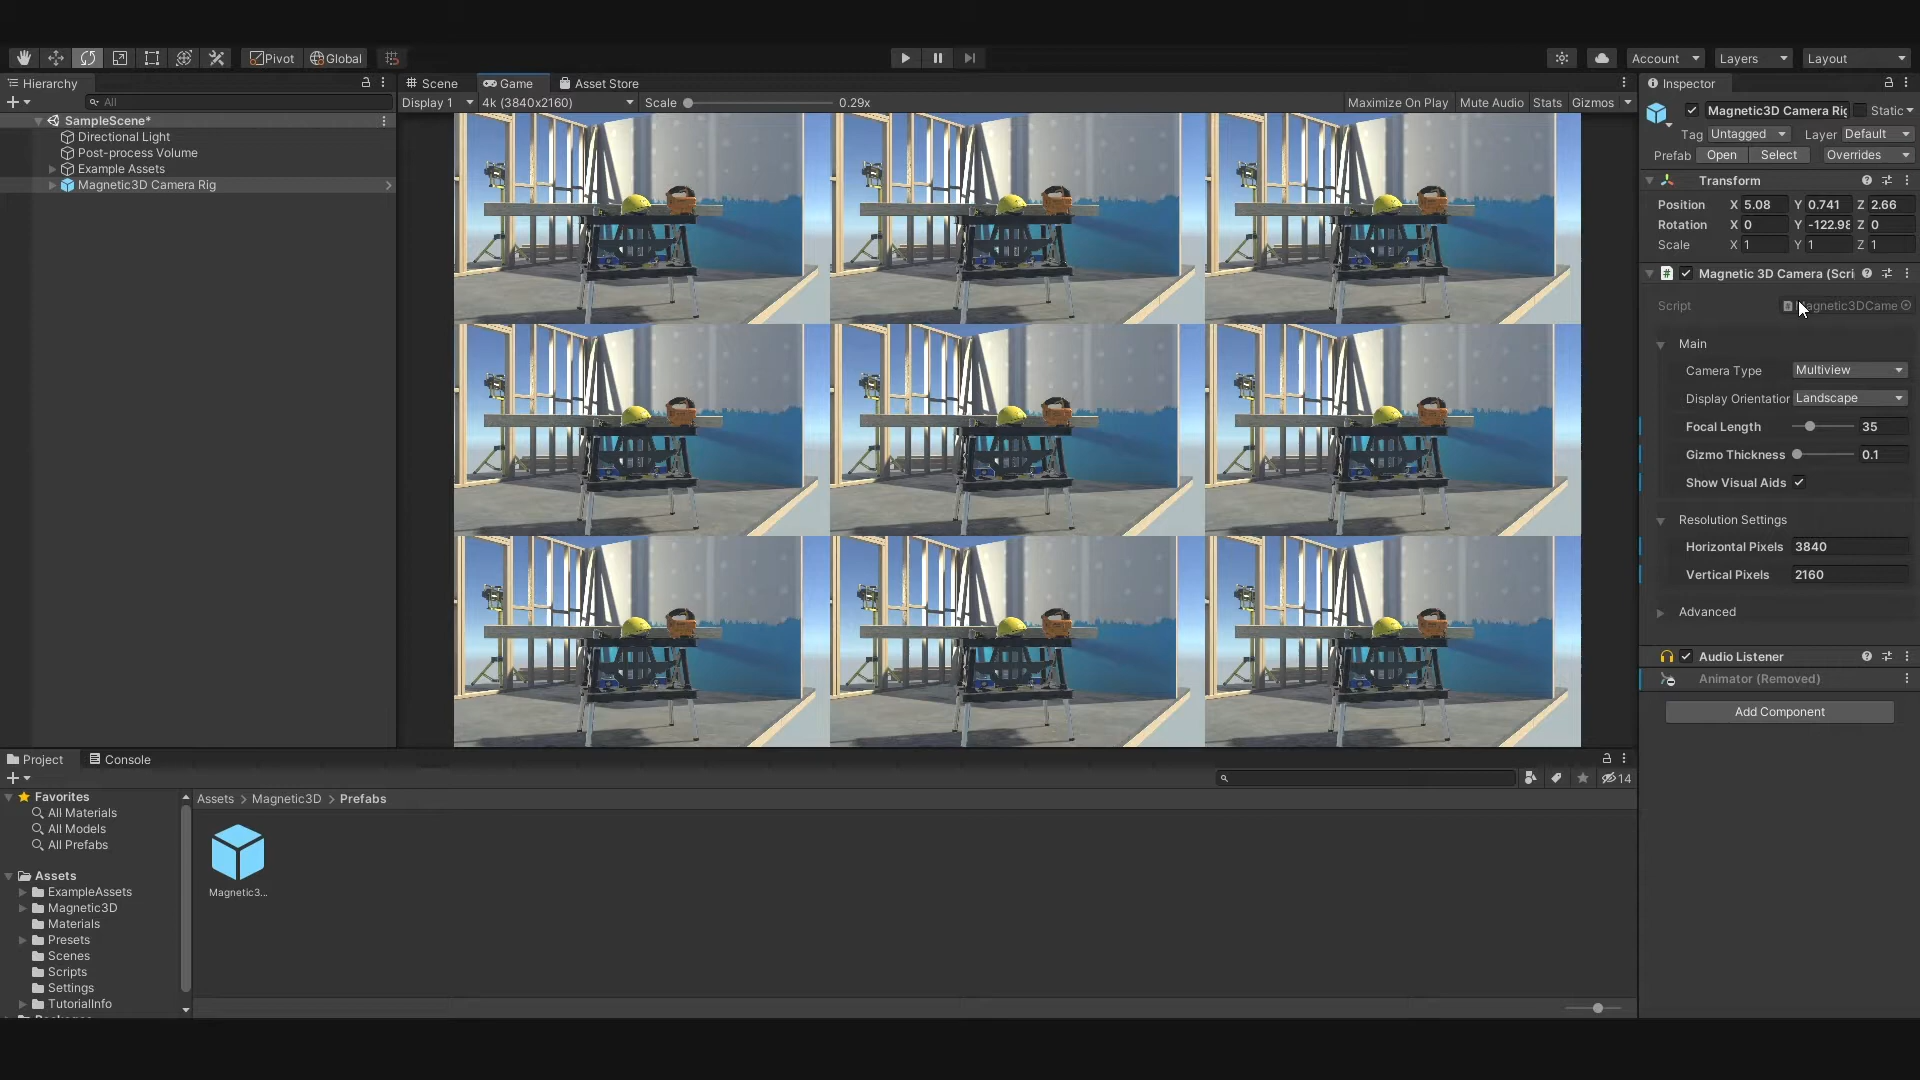 Pivot Global Account Layers Layout
Hierarchy
All
SampleScene*
Directional Light
Post-process Volume
Example Assets
Magnetic3D Camera Rig
Scene Game Asset Store
Display 1 4k (3840x2160) Scale 0.29x Maximize On Play Mute Audio Stats Gizmos
Inspector
Magnetic3D Camera Rig Static
Tag Untagged Layer Default
Prefab Open Select Overrides
Transform
Position X 5.08 Y 0.741 Z 2.66
Rotation X 0 Y -122.98 Z 0
Scale X 1 Y 1 Z 1
Magnetic 3D Camera (Scri
Script Magnetic3DCame
Main
Camera Type Multiview
Display Orientation Landscape
Focal Length 35
Gizmo Thickness 0.1
Show Visual Aids
Resolution Settings
Horizontal Pixels 3840
Vertical Pixels 2160
Advanced
Audio Listener
Animator (Removed)
Add Component
Project Console
14
Favorites
All Materials
All Models
All Prefabs
Assets
ExampleAssets
Magnetic3D
Materials
Presets
Scenes
Scripts
Settings
TutorialInfo
Assets > Magnetic3D > Prefabs
Magnetic3...